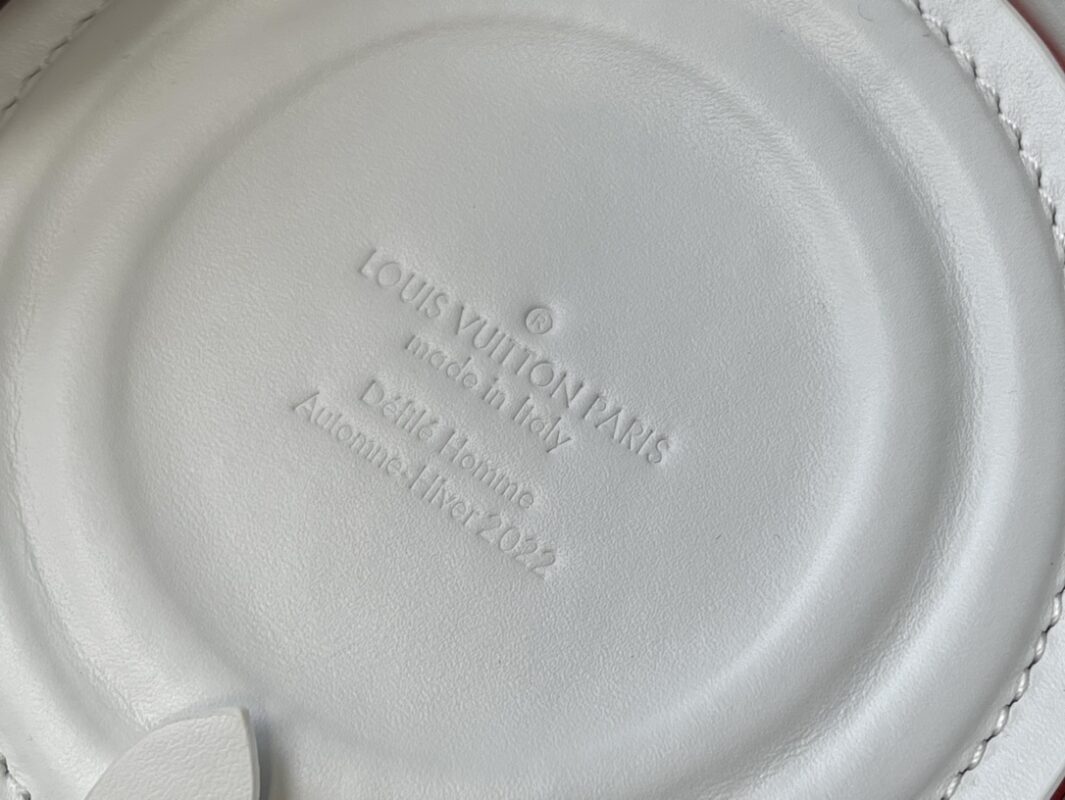 ®
LOUIS VUITTON PARIS
made in Italy
Défilé Homme
Automne-Hiver 2022